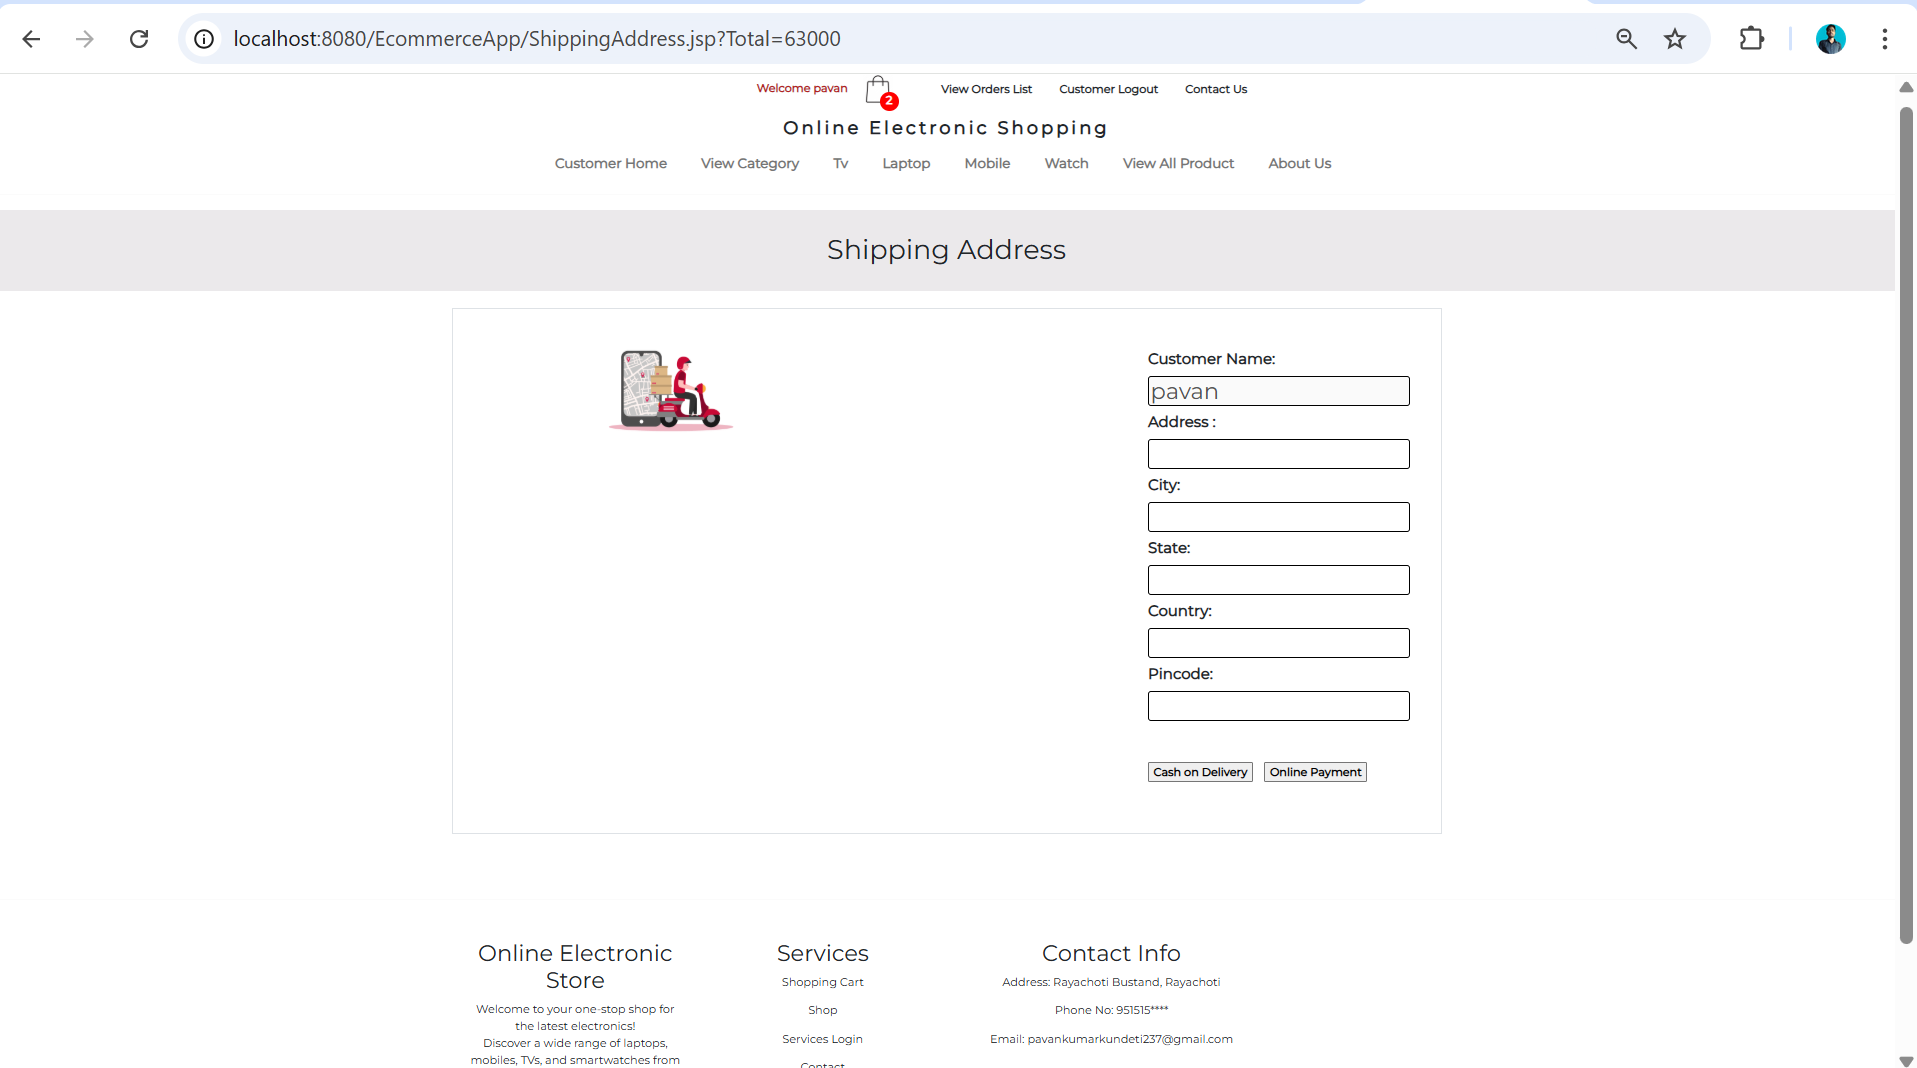 localhost:8080/EcommerceApp/ShippingAddress.jsp?Total=63000
Welcome pavan 2 View Orders List Customer Logout Contact Us
Online Electronic Shopping
Customer Home View Category Tv Laptop Mobile Watch View All Product About Us
Shipping Address
Customer Name:
pavan
Address :
City:
State:
Country:
Pincode:
Cash on Delivery Online Payment
Online Electronic
Store
Welcome to your one-stop shop for
the latest electronics!
Discover a wide range of laptops,
mobiles, TVs, and smartwatches from
Services
Shopping Cart
Shop
Services Login
Contact
Contact Info
Address: Rayachoti Bustand, Rayachoti
Phone No: 951515****
Email: pavankumarkundeti237@gmail.com